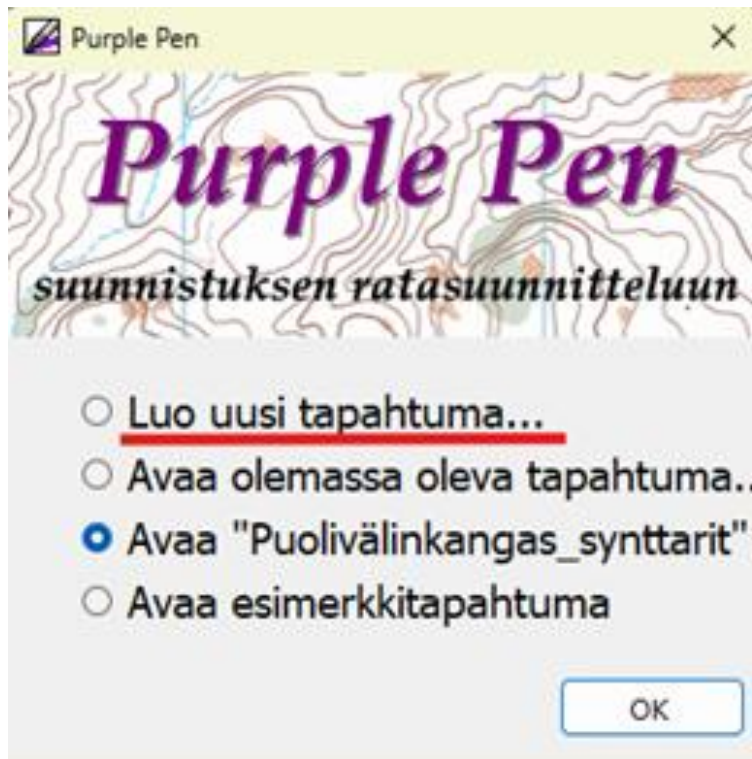 Purple Pen
Purple Pen
suunnistuksen ratasuunnitteluun
Luo uusi tapahtuma...
Avaa olemassa oleva tapahtuma..
Avaa "Puolivälinkangas_synttarit"
Avaa esimerkkitapahtuma
OK